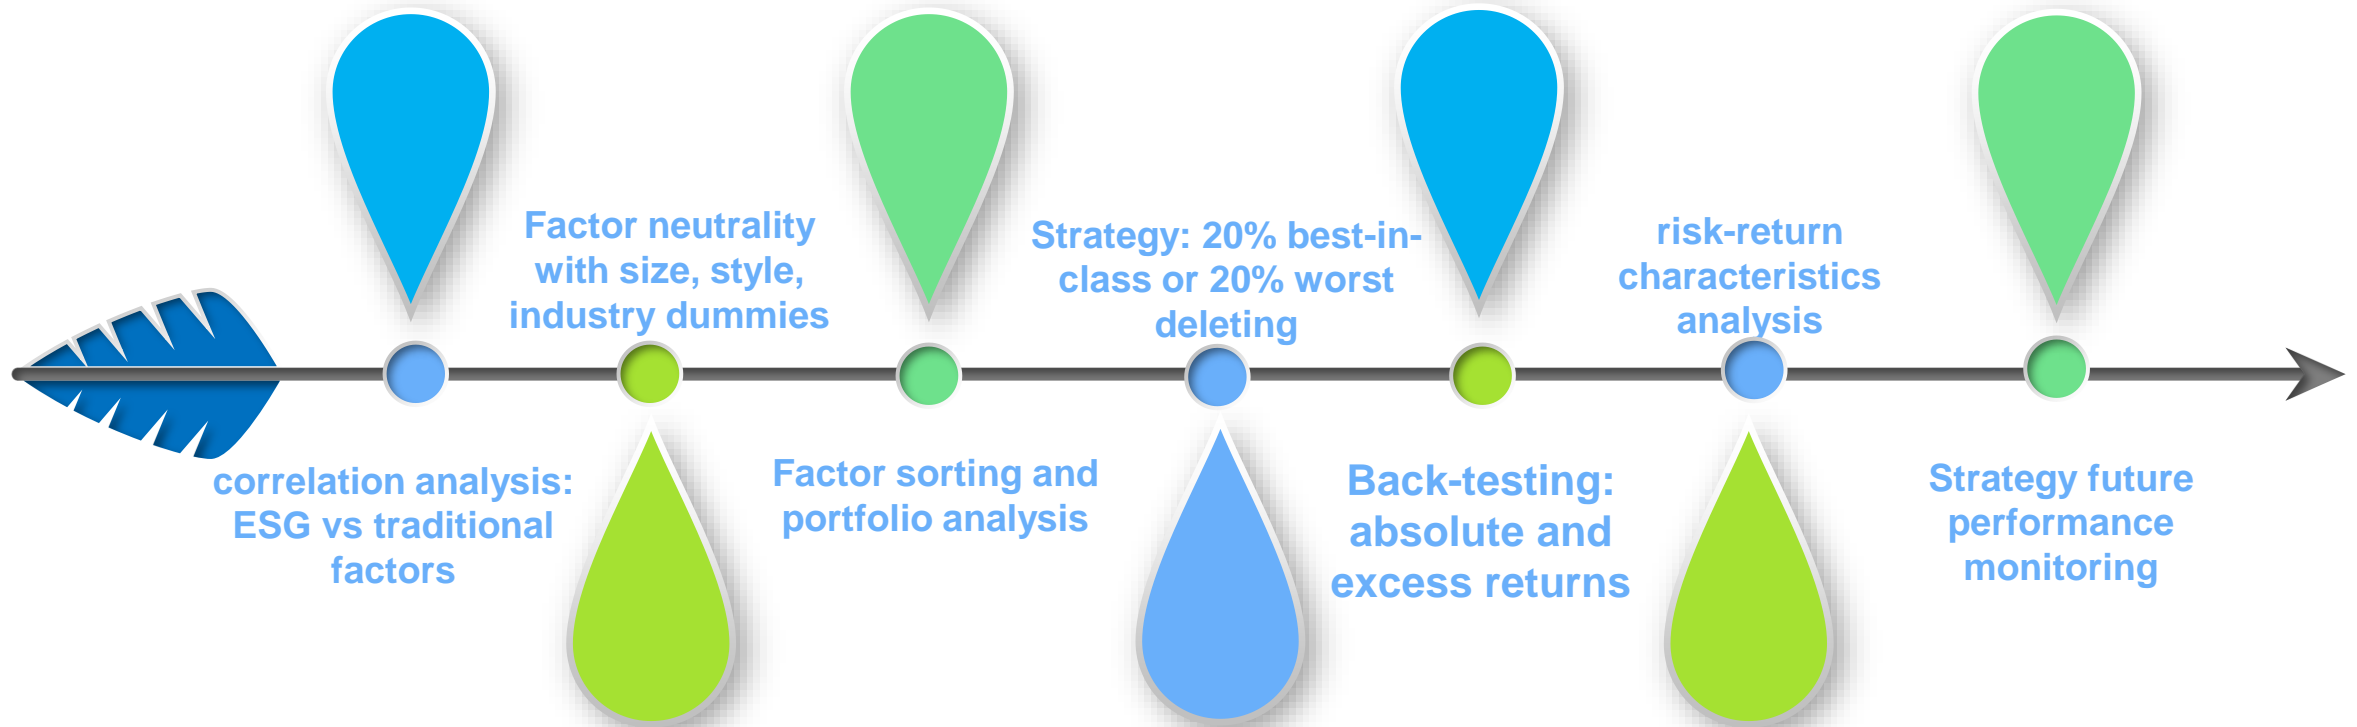 correlation analysis:
ESG vs traditional
factors
Factor neutrality
with size, style,
industry dummies
Factor sorting and
portfolio analysis
Strategy: 20% best-in-
class or 20% worst
deleting
Back-testing:
absolute and
excess returns
risk-return
characteristics
analysis
Strategy future
performance
monitoring